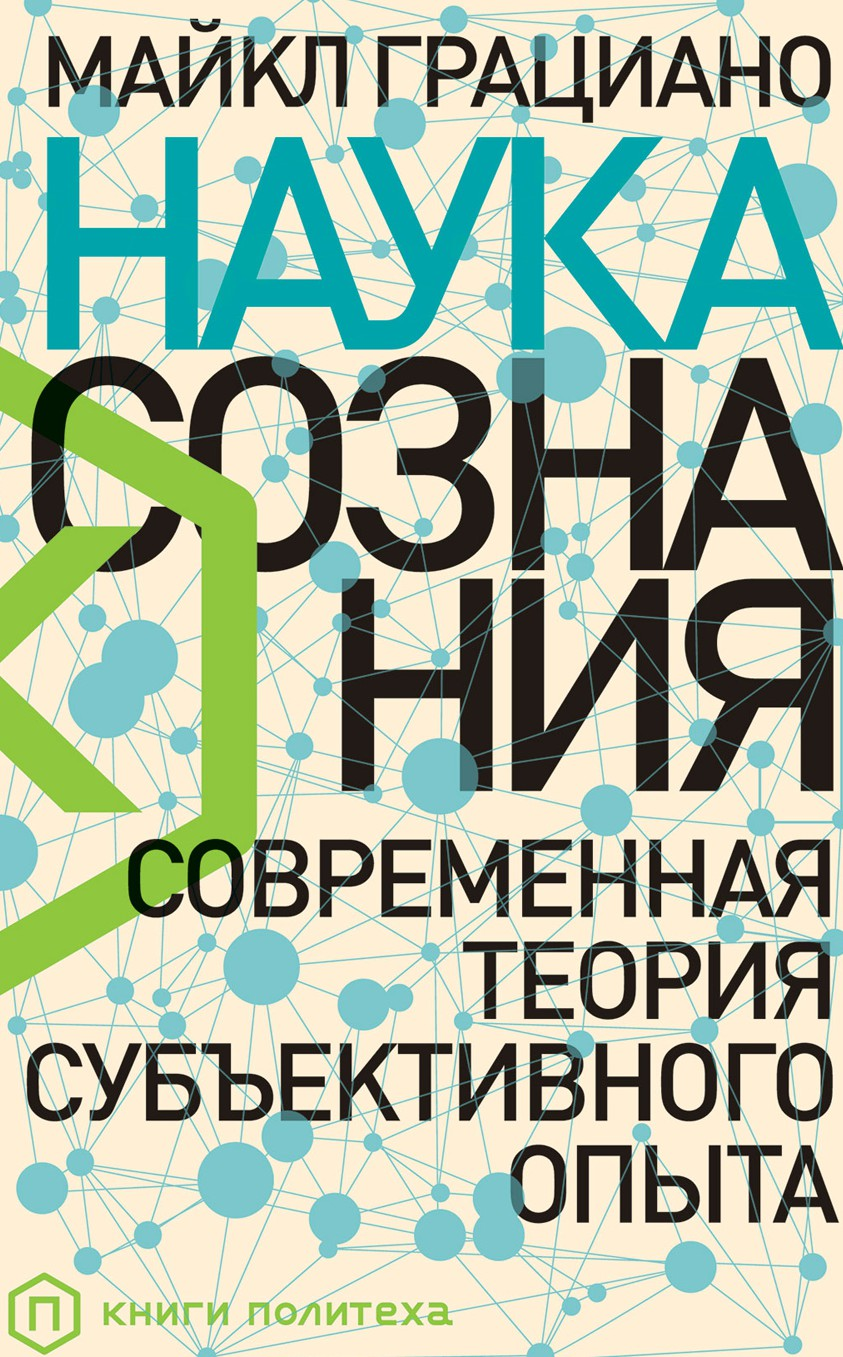 МАЙКЛ ГРАЦИАНО
НАУКА
СОЗНА
НИЯ
СОВРЕМЕННАЯ
ТЕОРИЯ
СУБЪЕКТИВНОГО
ОПЫТА
П книги политеха